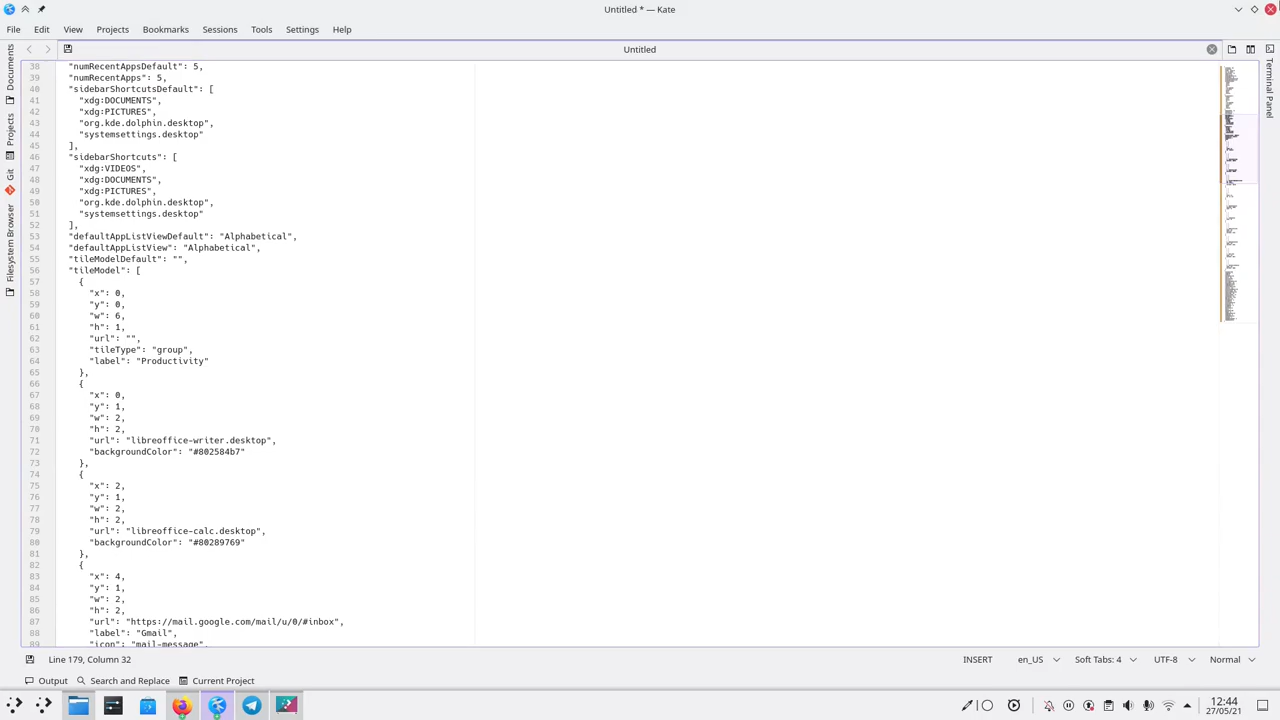 Untitled * — Kate
File Edit View Projects Bookmarks Sessions Tools Settings Help
Untitled
Documents
Projects
Git
Filesystem Browser
Terminal Panel
38 "numRecentAppsDefault": 5,
39 "numRecentApps": 5,
40 "sidebarShortcutsDefault": [
41 "xdg:DOCUMENTS",
42 "xdg:PICTURES",
43 "org.kde.dolphin.desktop",
44 "systemsettings.desktop"
45 ],
46 "sidebarShortcuts": [
47 "xdg:VIDEOS",
48 "xdg:DOCUMENTS",
49 "xdg:PICTURES",
50 "org.kde.dolphin.desktop",
51 "systemsettings.desktop"
52 ],
53 "defaultAppListViewDefault": "Alphabetical",
54 "defaultAppListView": "Alphabetical",
55 "tileModelDefault": "",
56 "tileModel": [
57 {
58 "x": 0,
59 "y": 0,
60 "w": 6,
61 "h": 1,
62 "url": "",
63 "tileType": "group",
64 "label": "Productivity"
65 },
66 {
67 "x": 0,
68 "y": 1,
69 "w": 2,
70 "h": 2,
71 "url": "libreoffice-writer.desktop",
72 "backgroundColor": "#802584b7"
73 },
74 {
75 "x": 2,
76 "y": 1,
77 "w": 2,
78 "h": 2,
79 "url": "libreoffice-calc.desktop",
80 "backgroundColor": "#80289769"
81 },
82 {
83 "x": 4,
84 "y": 1,
85 "w": 2,
86 "h": 2,
87 "url": "https://mail.google.com/mail/u/0/#inbox",
88 "label": "Gmail",
89 "icon": "mail-message",
Line 179, Column 32 INSERT en_US Soft Tabs: 4 UTF-8 Normal
Output Search and Replace Current Project
12:44
27/05/21